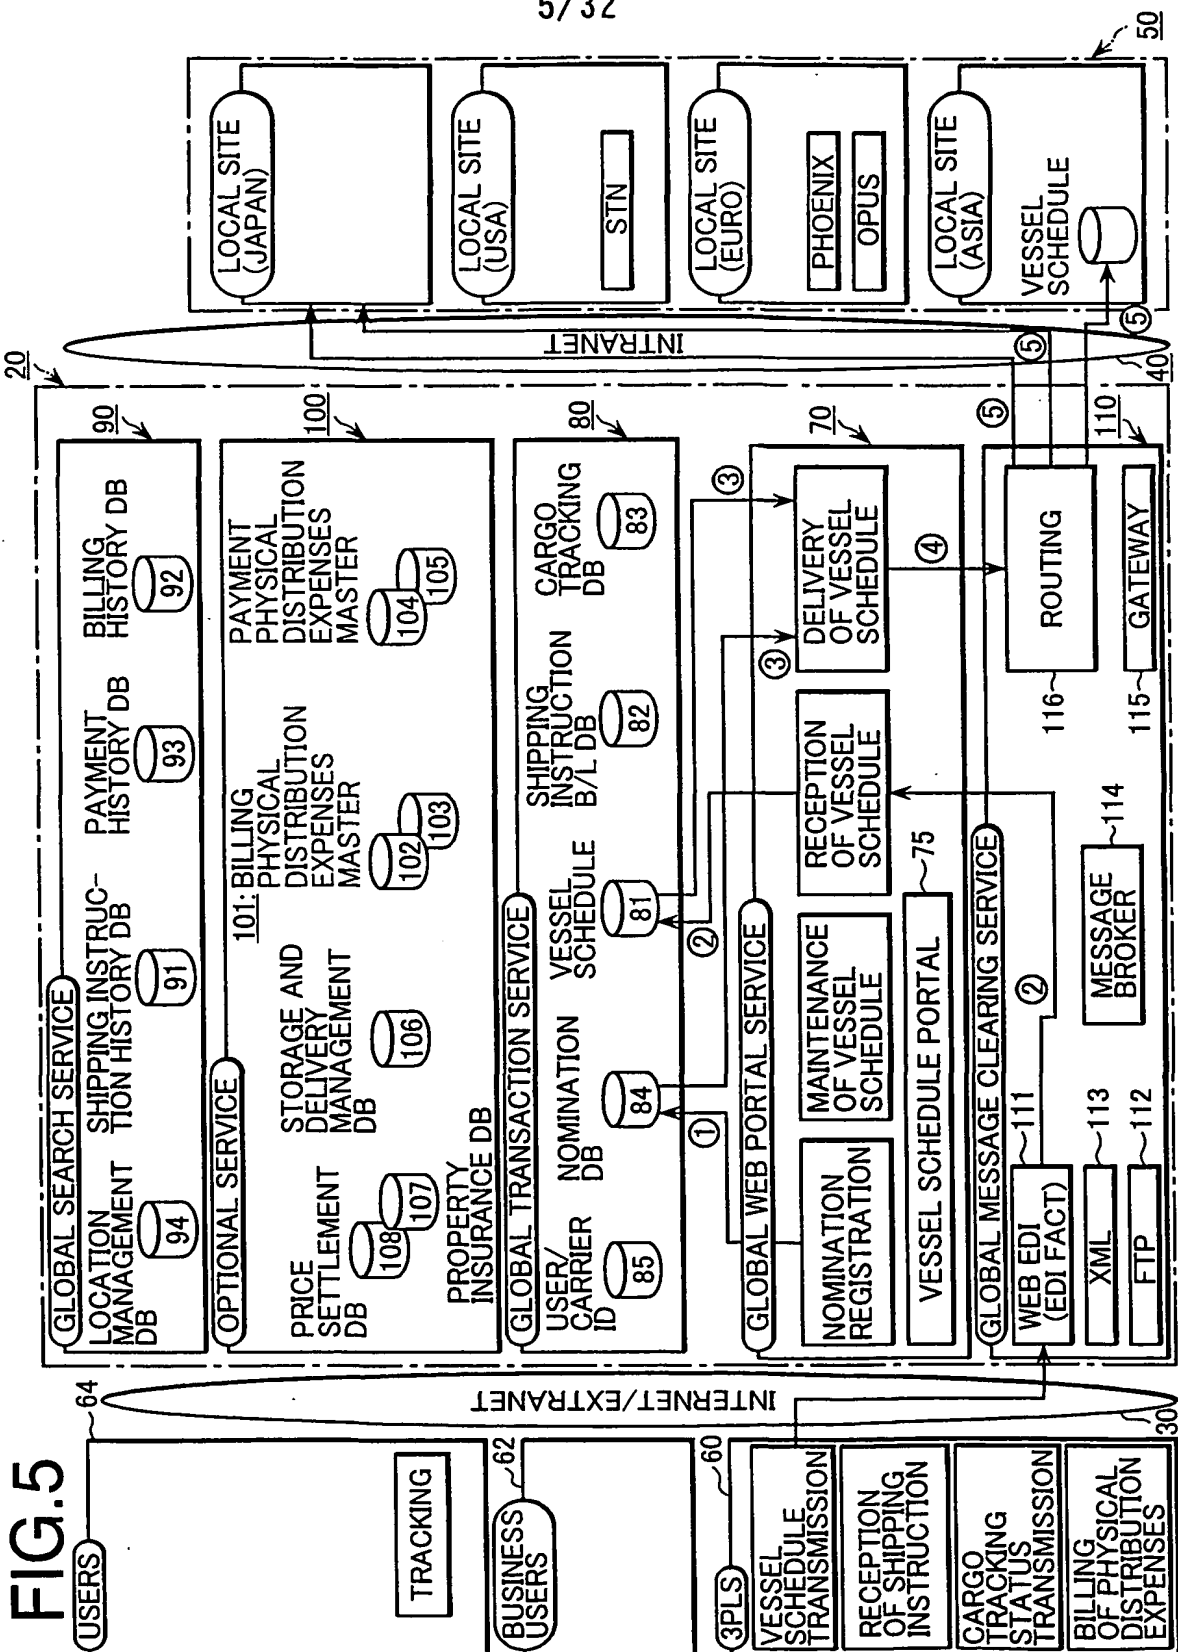 5/32
FIG.5
USERS
64
TRACKING
BUSINESS
USERS
62
3PLS
60
VESSEL
SCHEDULE
TRANSMISSION
RECEPTION
OF SHIPPING
INSTRUCTION
CARGO
TRACKING
STATUS
TRANSMISSION
BILLING
OF PHYSICAL
DISTRIBUTION
EXPENSES
INTERNET/EXTRANET
30
20
GLOBAL SEARCH SERVICE
90
LOCATION
MANAGEMENT
DB
94
SHIPPING INSTRUC-
TION HISTORY DB
91
PAYMENT
HISTORY DB
93
BILLING
HISTORY DB
92
OPTIONAL SERVICE
100
PRICE
SETTLEMENT
DB
108
107
PROPERTY
INSURANCE DB
STORAGE AND
DELIVERY
MANAGEMENT
DB
106
101: BILLING
PHYSICAL
DISTRIBUTION
EXPENSES
MASTER
102
103
PAYMENT
PHYSICAL
DISTRIBUTION
EXPENSES
MASTER
104
105
GLOBAL TRANSACTION SERVICE
80
USER/
CARRIER
ID
85
NOMINATION
DB
84
VESSEL
SCHEDULE
81
SHIPPING
INSTRUCTION
B/L DB
82
CARGO
TRACKING
DB
83
①
②
③
③
GLOBAL WEB PORTAL SERVICE
70
NOMINATION
REGISTRATION
MAINTENANCE
OF VESSEL
SCHEDULE
RECEPTION
OF VESSEL
SCHEDULE
DELIVERY
OF VESSEL
SCHEDULE
VESSEL SCHEDULE PORTAL
75
④
GLOBAL MESSAGE CLEARING SERVICE
110
WEB EDI
(EDI FACT)
111
②
XML
113
FTP
112
MESSAGE
BROKER
114
ROUTING
116
GATEWAY
115
⑤
⑤
⑤
INTRANET
40
50
LOCAL SITE
(JAPAN)
LOCAL SITE
(USA)
STN
LOCAL SITE
(EURO)
PHOENIX
OPUS
LOCAL SITE
(ASIA)
VESSEL
SCHEDULE